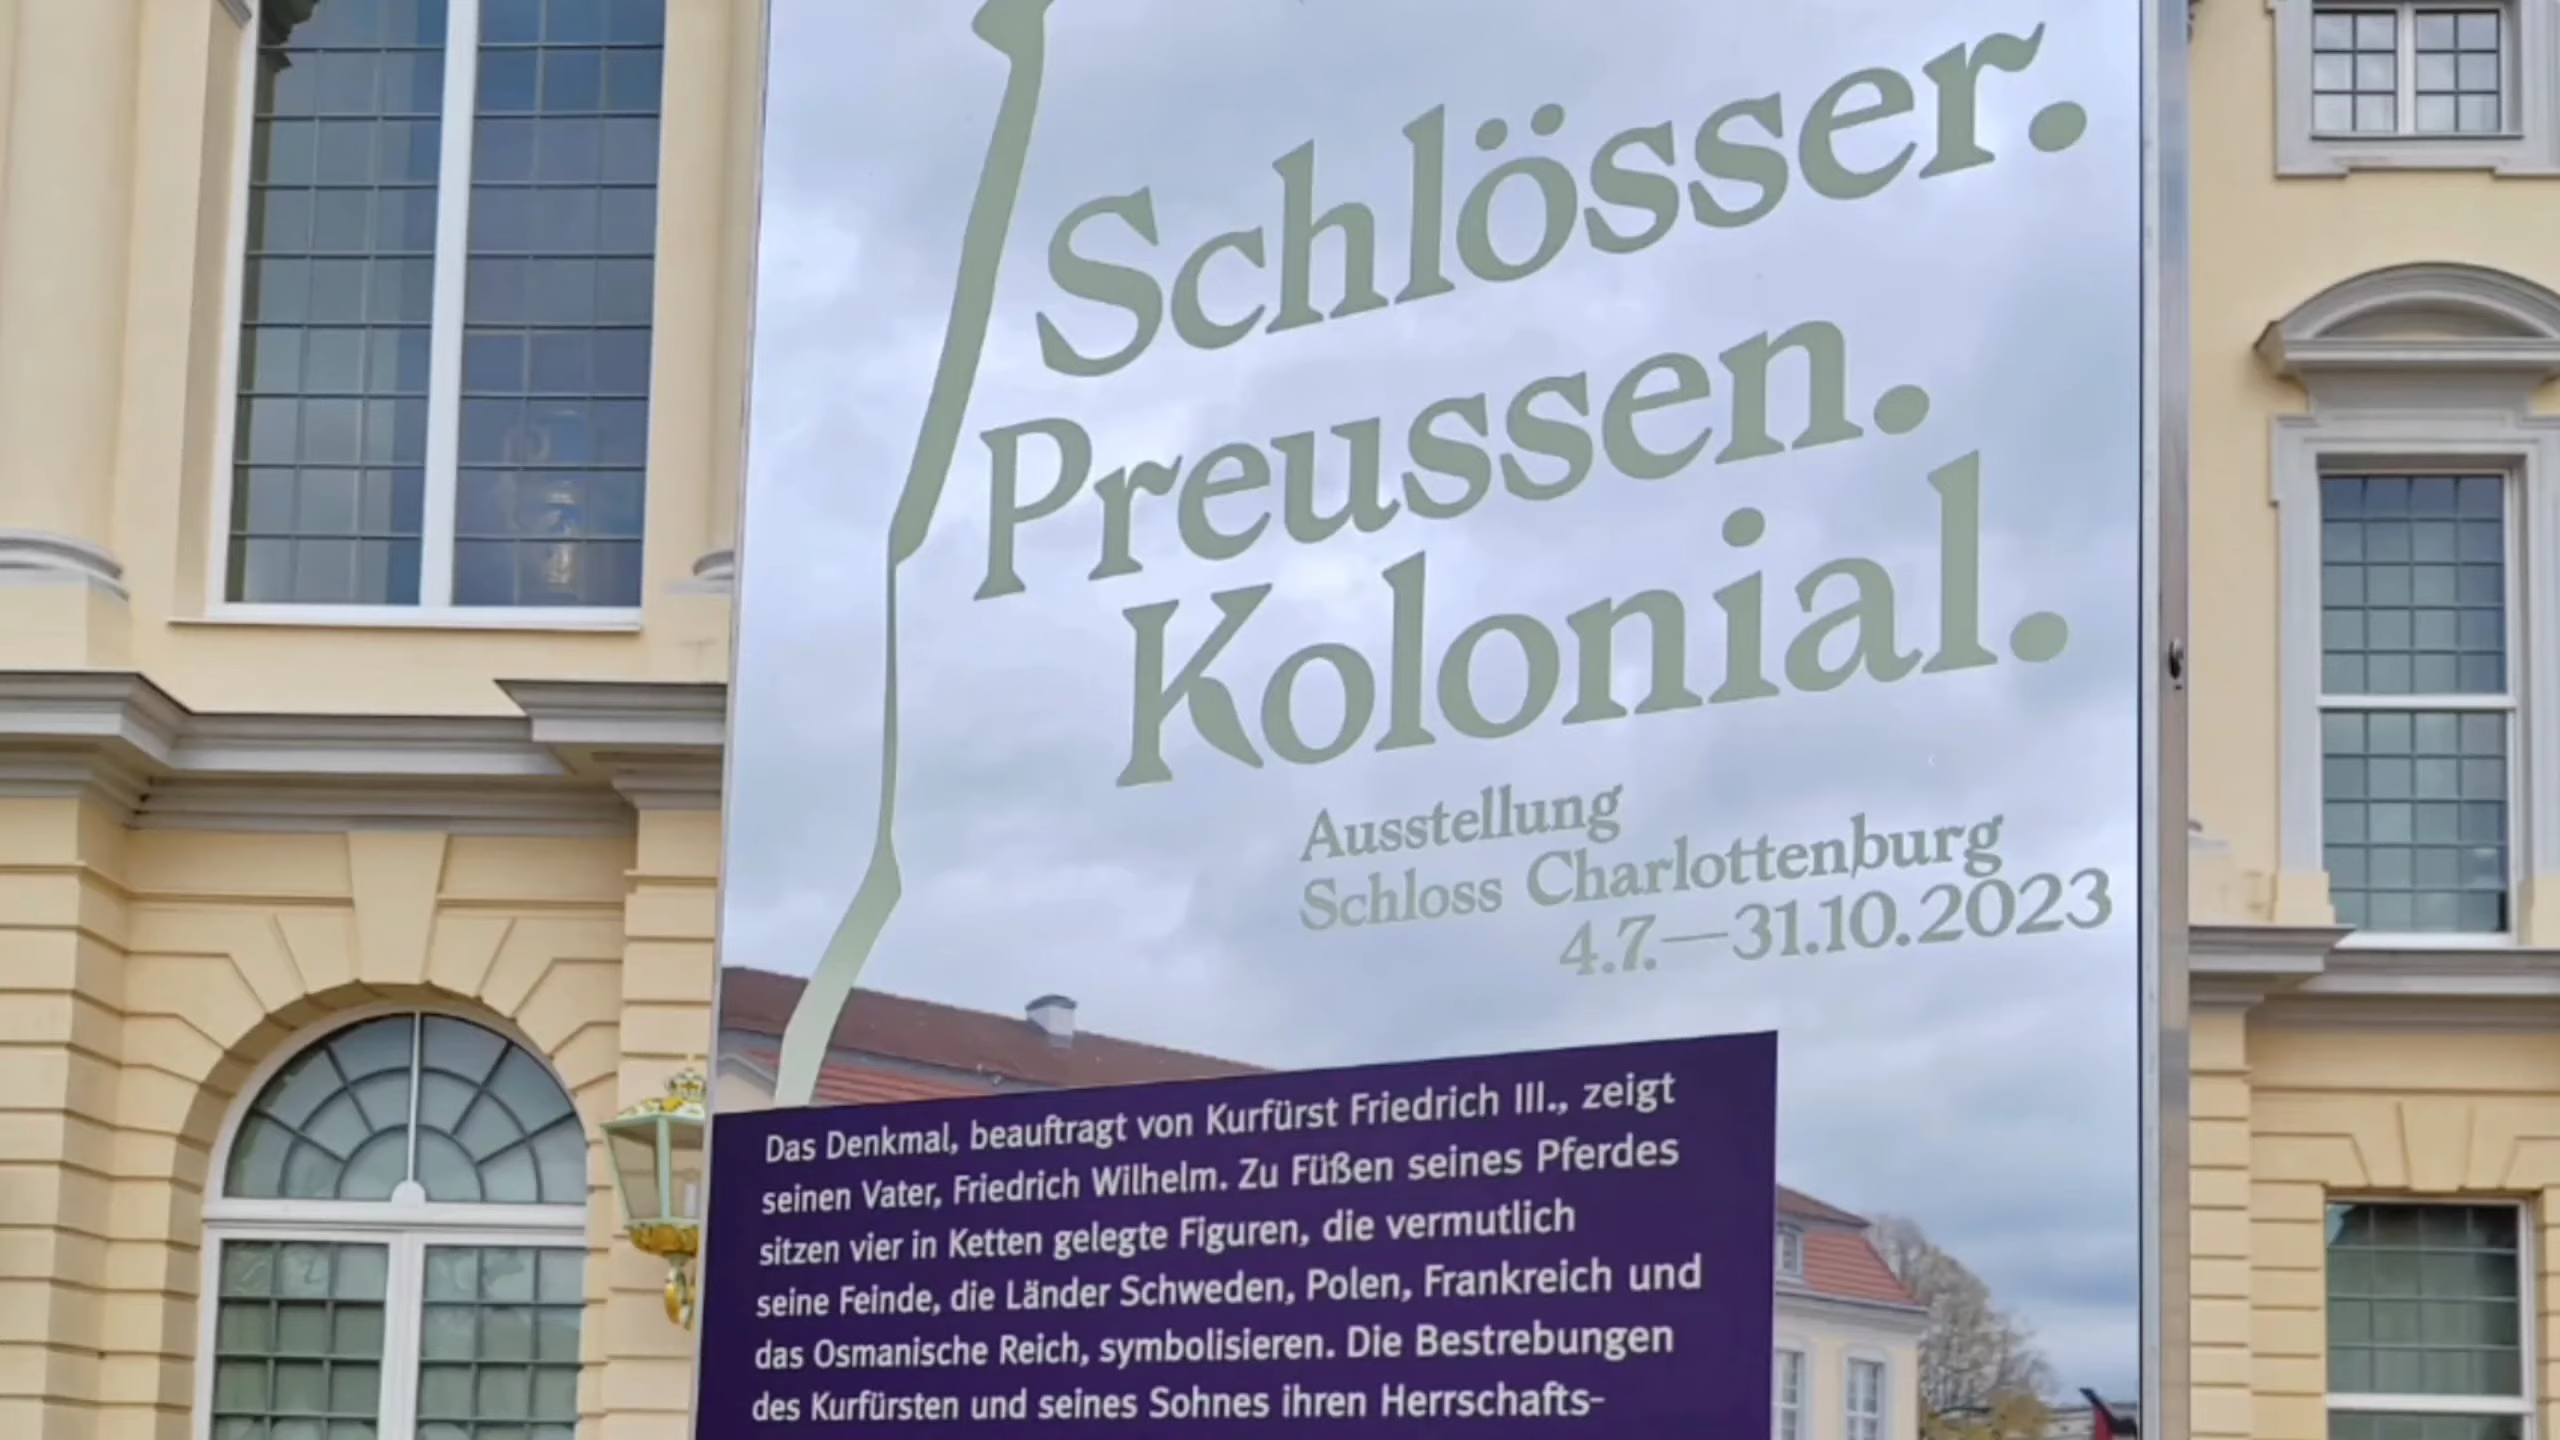 Schlösser.
Preussen.
Kolonial.
Ausstellung
Schloss Charlottenburg
4.7.—31.10.2023
Das Denkmal, beauftragt von Kurfürst Friedrich III., zeigt
seinen Vater, Friedrich Wilhelm. Zu Füßen seines Pferdes
sitzen vier in Ketten gelegte Figuren, die vermutlich
seine Feinde, die Länder Schweden, Polen, Frankreich und
das Osmanische Reich, symbolisieren. Die Bestrebungen
des Kurfürsten und seines Sohnes ihren Herrschafts-